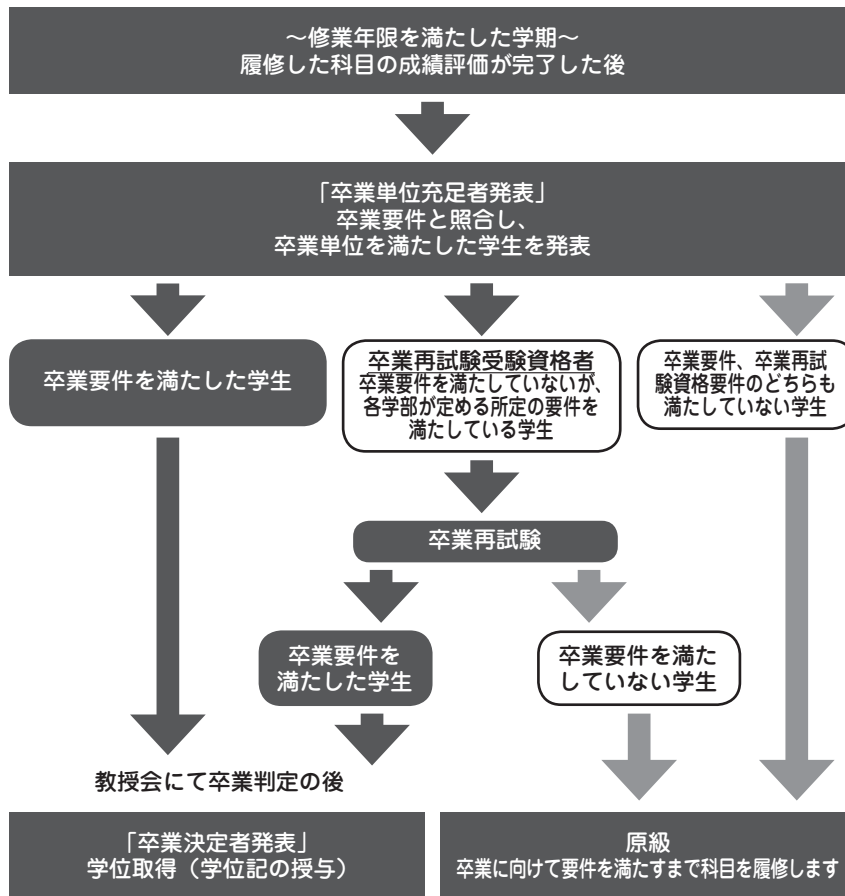 ～修業年限を満たした学期～
履修した科目の成績評価が完了した後
「卒業単位充足者発表」
卒業要件と照合し、
卒業単位を満たした学生を発表
卒業要件を満たした学生
卒業再試験受験資格者
卒業要件を満たしていないが、
各学部が定める所定の要件を
満たしている学生
卒業要件、卒業再試
験資格要件のどちらも
満たしていない学生
卒業再試験
卒業要件を
満たした学生
卒業要件を満た
していない学生
教授会にて卒業判定の後
「卒業決定者発表」
学位取得（学位記の授与）
原級
卒業に向けて要件を満たすまで科目を履修します